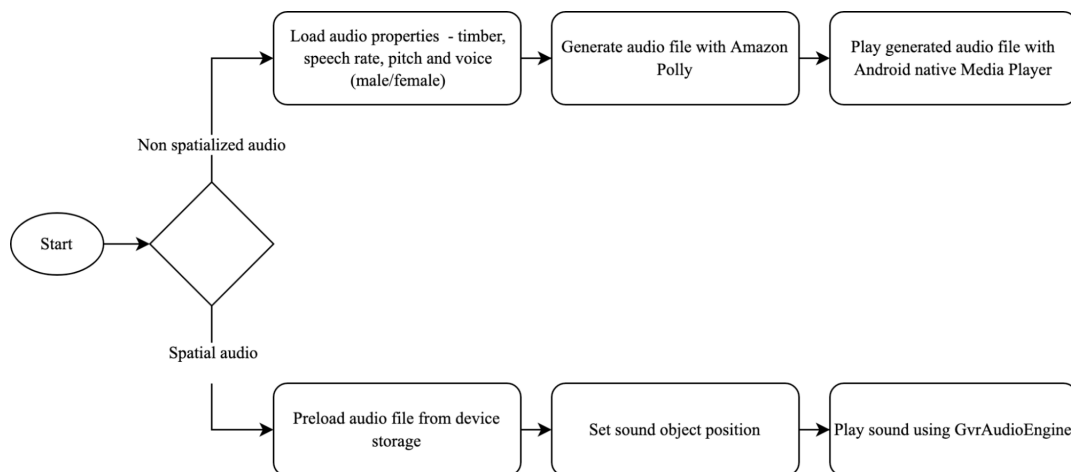 Load audio properties  - timber,
speech rate, pitch and voice
(male/female)
Generate audio file with Amazon
Polly
Play generated audio file with
Android native Media Player
Non spatialized audio
Start
Spatial audio
Preload audio file from device
storage
Set sound object position
Play sound using GvrAudioEngine